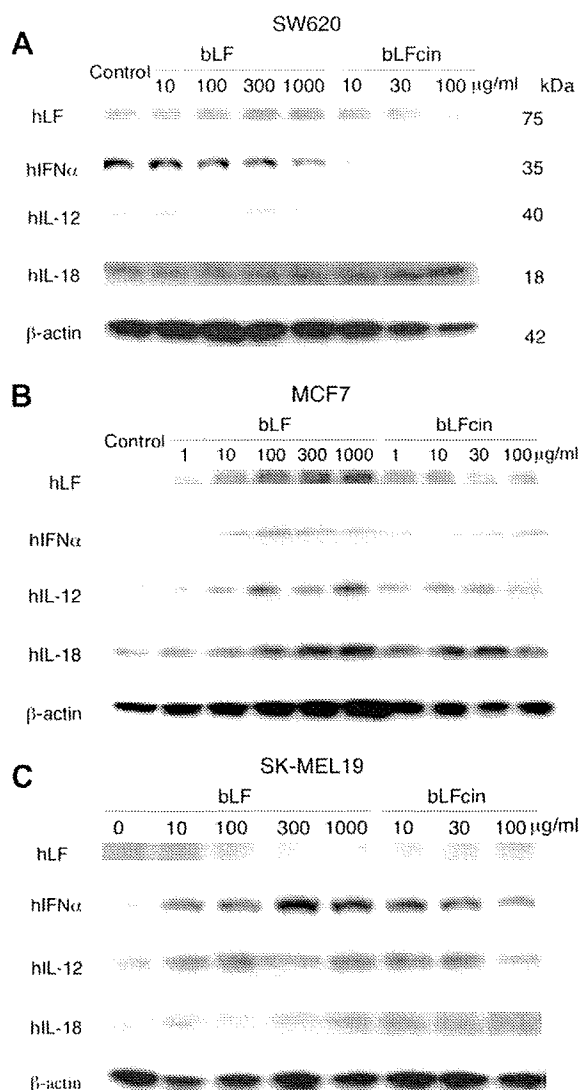 A
SW620
Control bLF bLFcin
10 100 300 1000 10 30 100 μg/ml kDa
hLF 75
hIFNα 35
hIL-12 40
hIL-18 18
β-actin 42
B
MCF7
Control bLF bLFcin
1 10 100 300 1000 1 10 30 100 μg/ml
hLF
hIFNα
hIL-12
hIL-18
β-actin
C
SK-MEL19
bLF bLFcin
0 10 100 300 1000 10 30 100 μg/ml
hLF
hIFNα
hIL-12
hIL-18
β-actin